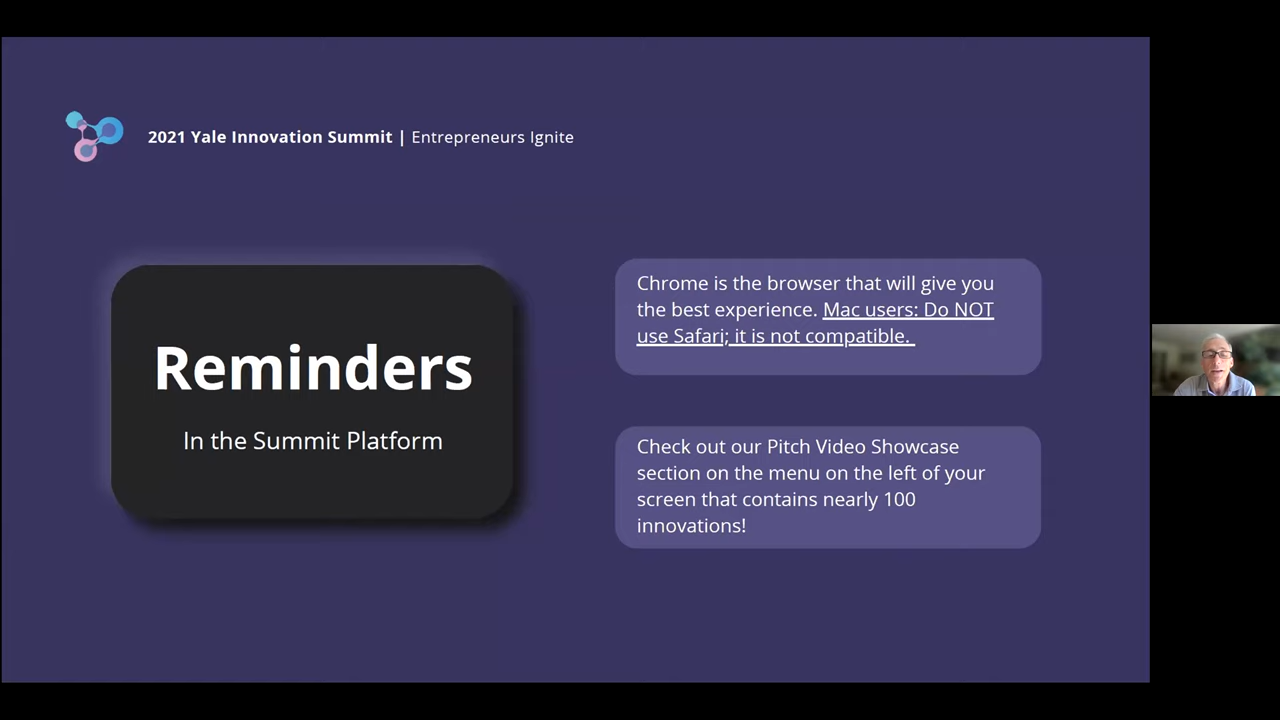 2021 Yale Innovation Summit | Entrepreneurs Ignite
Reminders
In the Summit Platform
Chrome is the browser that will give you
the best experience. Mac users: Do NOT
use Safari; it is not compatible.
Check out our Pitch Video Showcase
section on the menu on the left of your
screen that contains nearly 100
innovations!